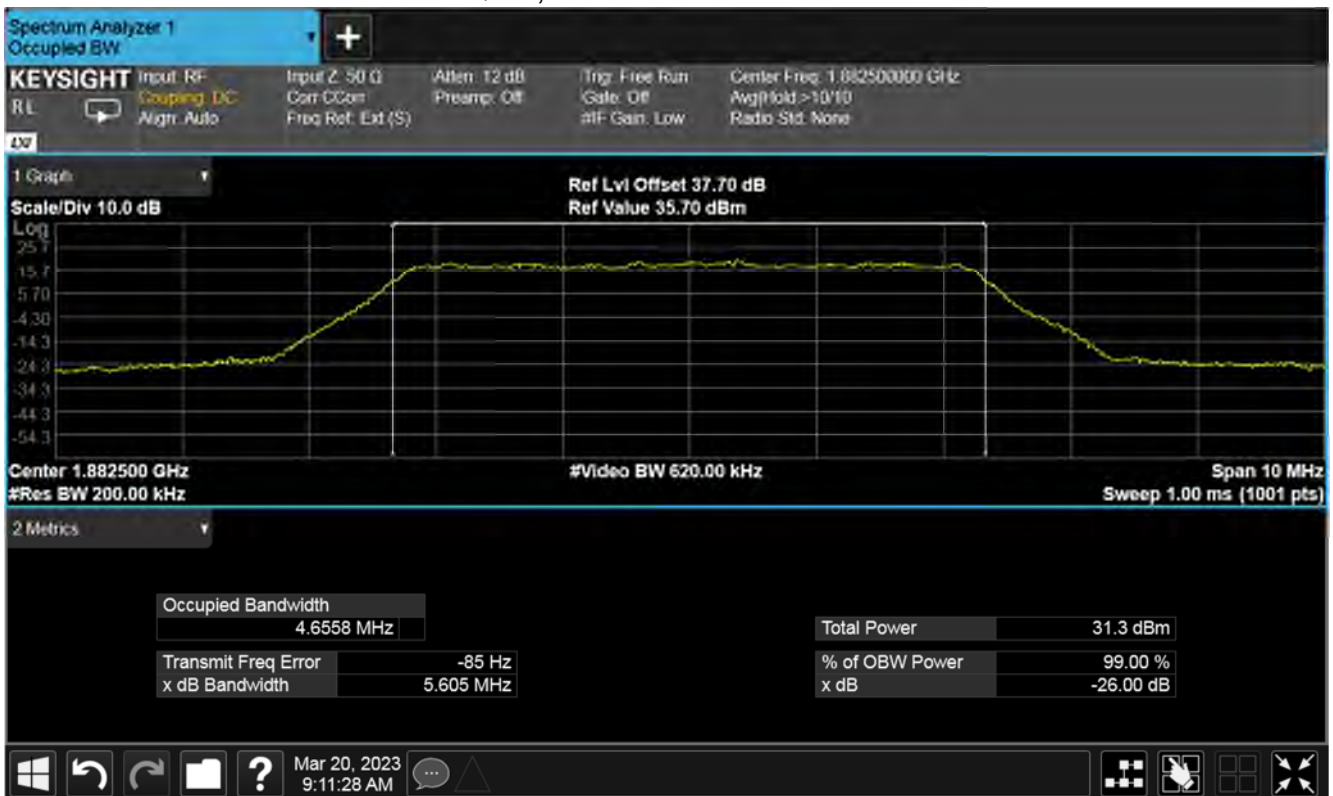 Spectrum Analyzer 1
Occupied BW
+
KEYSIGHT Input: RF Input Z: 50 Ω Atten: 12 dB Trig: Free Run Center Freq: 1.882500000 GHz
RL Coupling: DC Corr CCorr Preamp: Off Gate: Off Avg|Hold:>10/10
Align: Auto Freq Ref: Ext (S) #IF Gain: Low Radio Std: None
1 Graph
Ref Lvl Offset 37.70 dB
Scale/Div 10.0 dB Ref Value 35.70 dBm
Log
25.7
15.7
5.70
-4.30
-14.3
-24.3
-34.3
-44.3
-54.3
Center 1.882500 GHz #Video BW 620.00 kHz Span 10 MHz
#Res BW 200.00 kHz Sweep 1.00 ms (1001 pts)
2 Metrics
Occupied Bandwidth
4.6558 MHz Total Power 31.3 dBm
Transmit Freq Error -85 Hz % of OBW Power 99.00 %
x dB Bandwidth 5.605 MHz x dB -26.00 dB
? Mar 20, 2023
9:11:28 AM